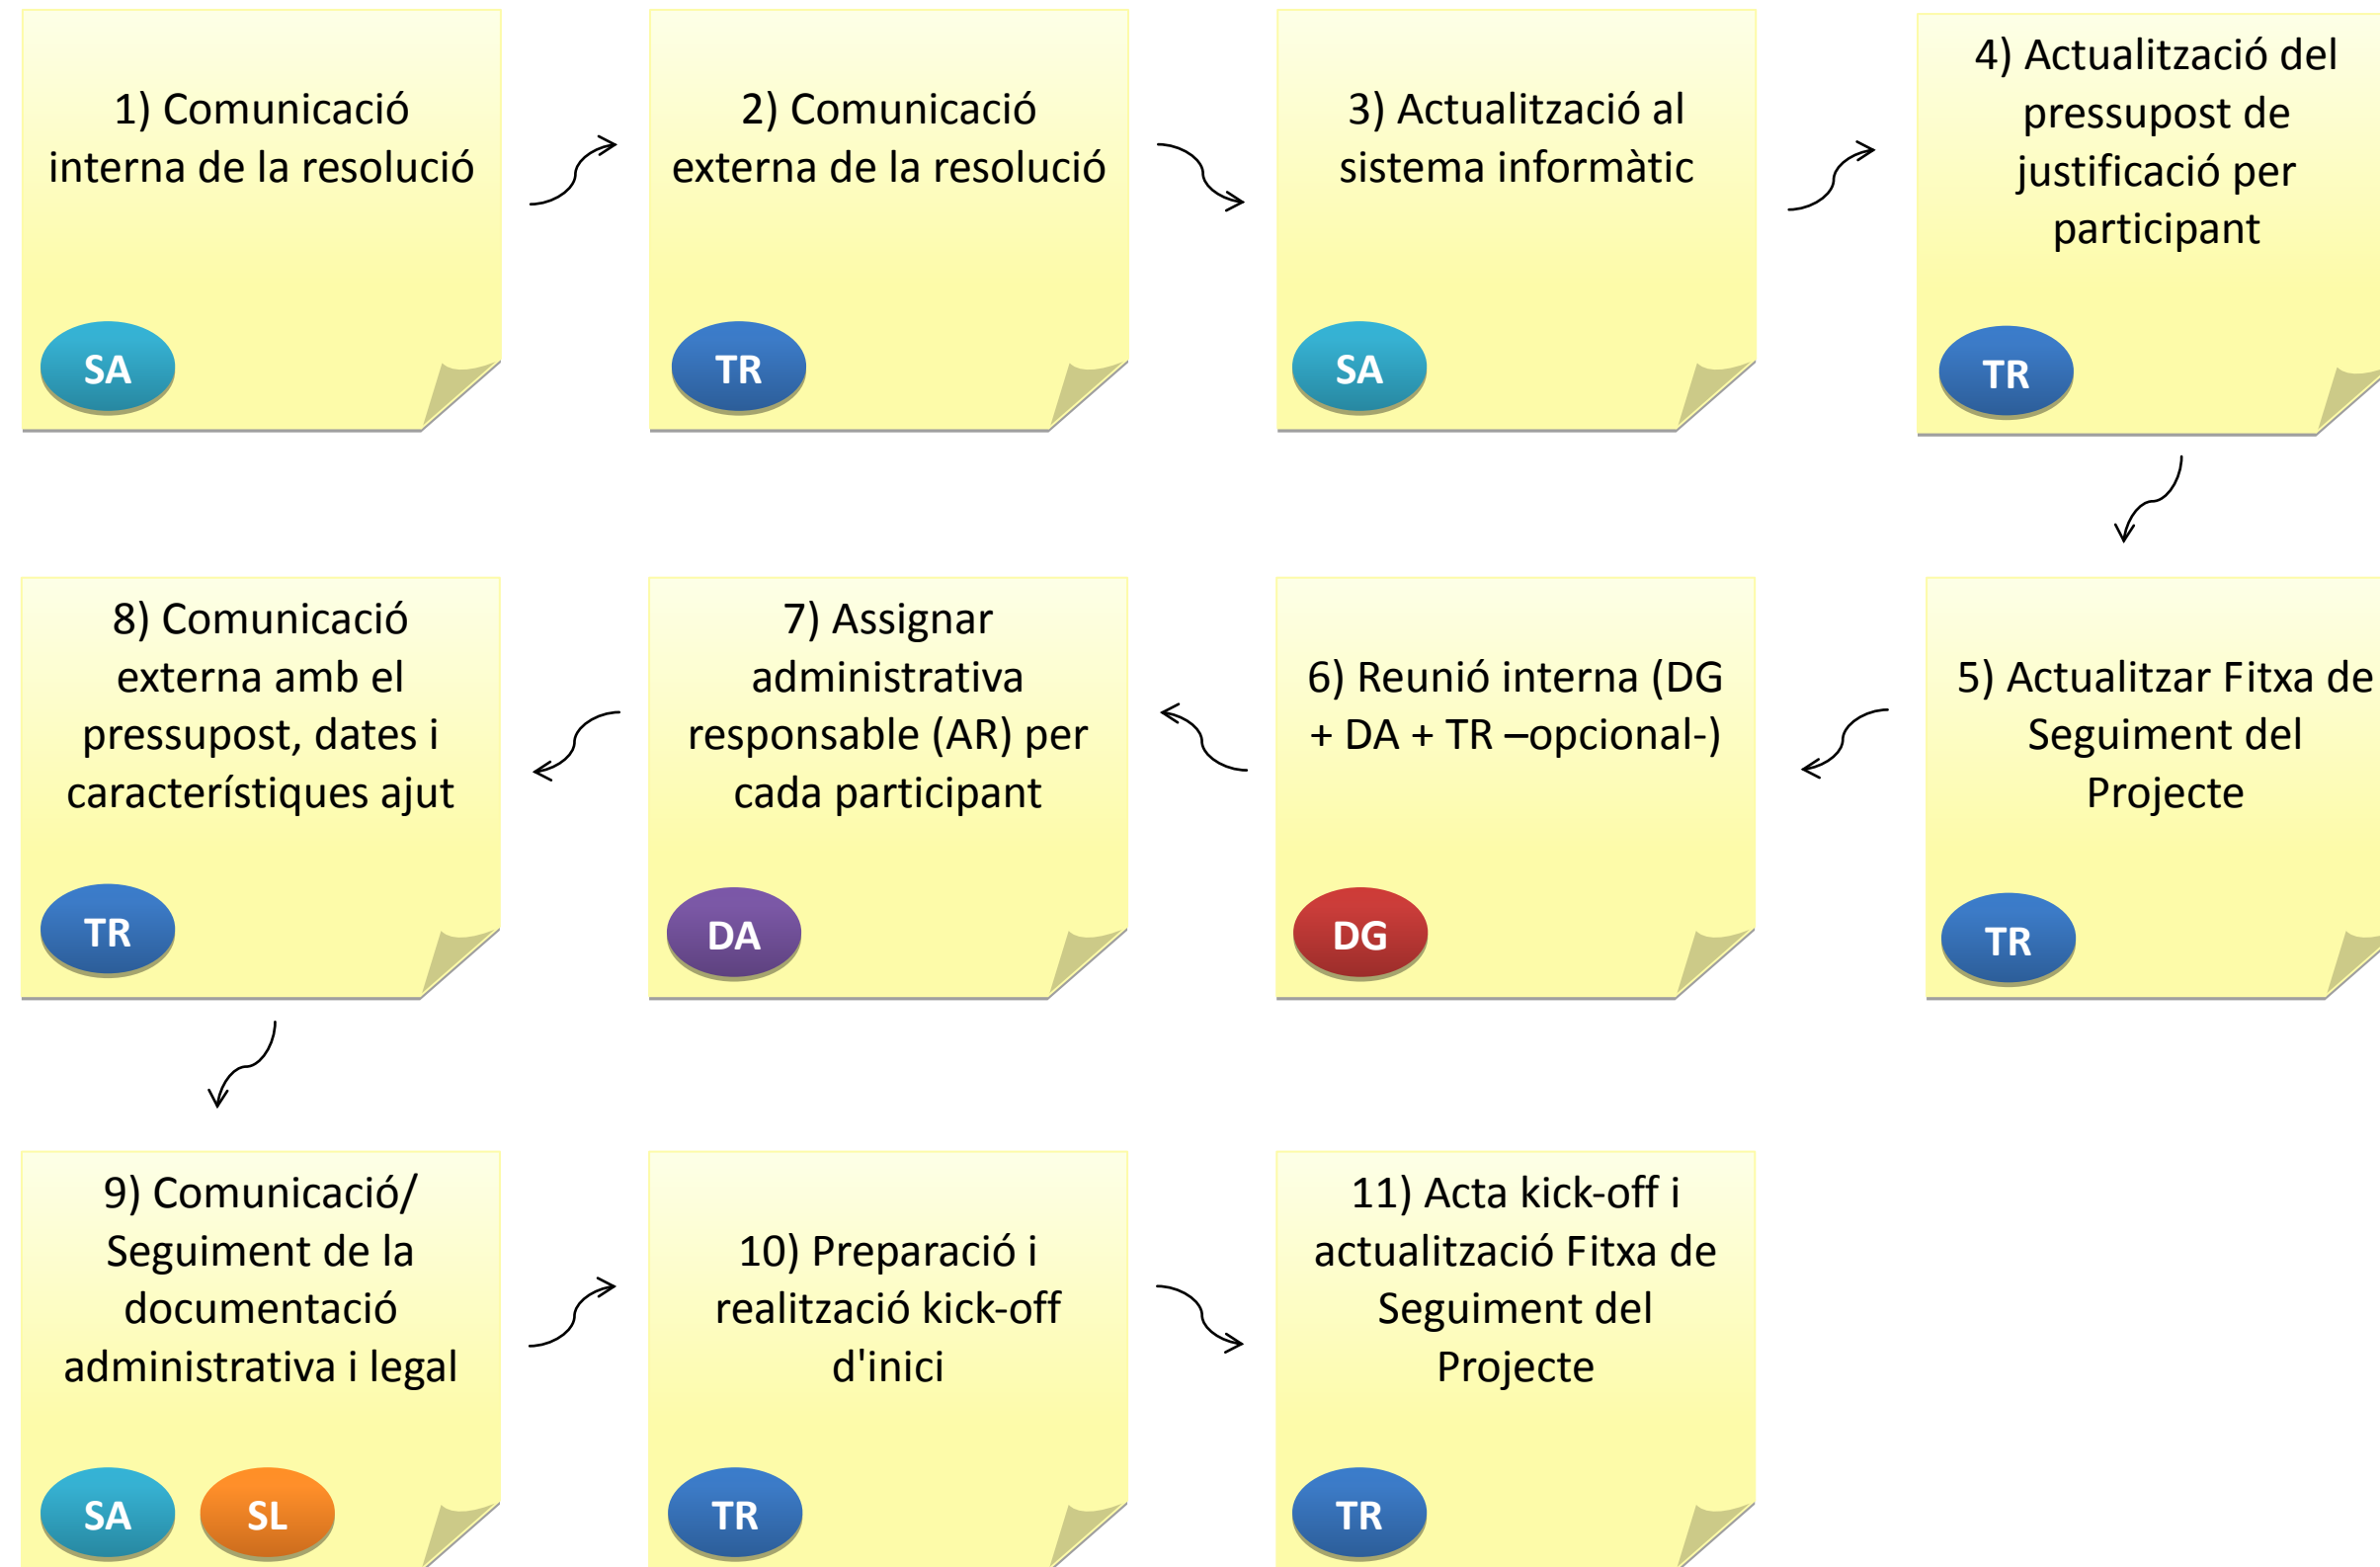 1) Comunicació
interna de la resolució
SA
2) Comunicació
externa de la resolució
TR
3) Actualització al
sistema informàtic
SA
4) Actualització del
pressupost de
justificació per
participant
TR
5) Actualitzar Fitxa de
Seguiment del
Projecte
TR
6) Reunió interna (DG
+ DA + TR –opcional-)
DG
7) Assignar
administrativa
responsable (AR) per
cada participant
DA
8) Comunicació
externa amb el
pressupost, dates i
característiques ajut
TR
9) Comunicació/
Seguiment de la
documentació
administrativa i legal
SA SL
10) Preparació i
realització kick-off
d'inici
TR
11) Acta kick-off i
actualització Fitxa de
Seguiment del
Projecte
TR